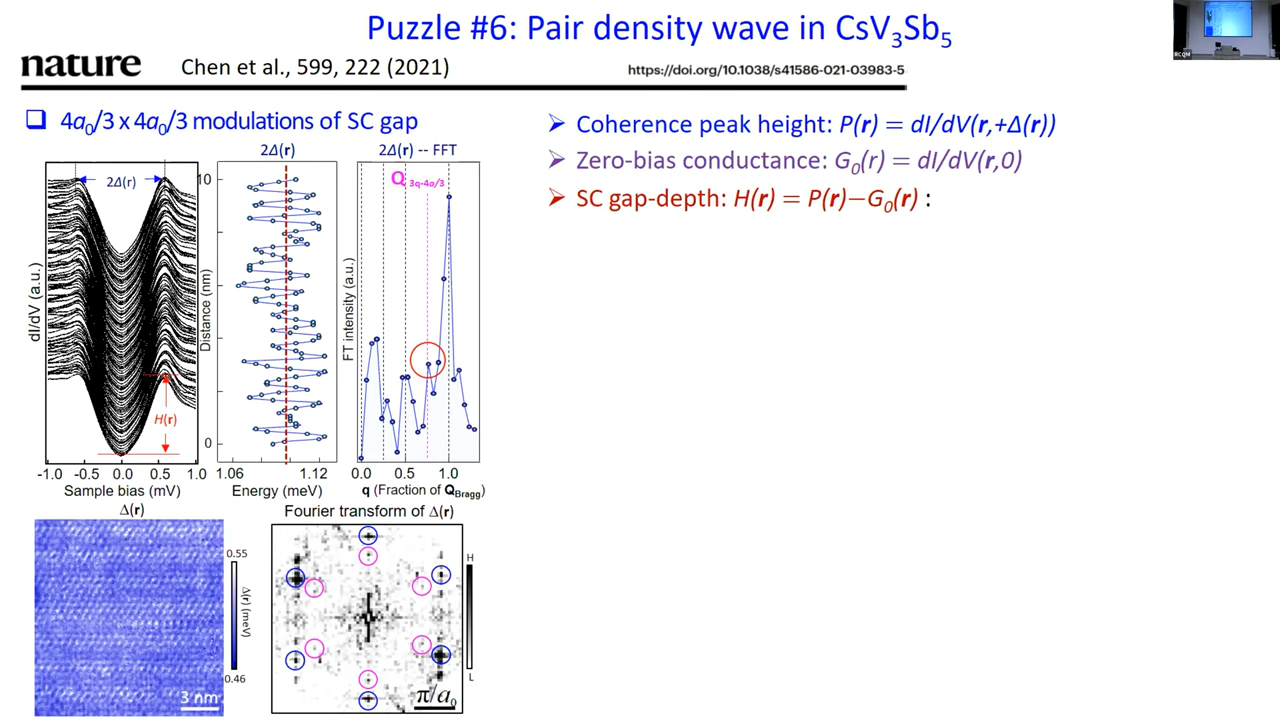 Puzzle #6: Pair density wave in CsV₃Sb₅
nature Chen et al., 599, 222 (2021) https://doi.org/10.1038/s41586-021-03983-5
RCQM
❑ 4a₀/3 x 4a₀/3 modulations of SC gap
➢ Coherence peak height: P(r) = dI/dV(r,+Δ(r))
➢ Zero-bias conductance: G₀(r) = dI/dV(r,0)
➢ SC gap-depth: H(r) = P(r)−G₀(r) :
2Δ(r)
2Δ(r) -- FFT
2Δ(r)
10
Q 3q-4a/3
dI/dV (a.u.)
Distance (nm)
FT intensity (a.u.)
H(r)
0
-1.0 -0.5 0.0 0.5 1.0
1.06 1.12
0.0 0.5 1.0
Sample bias (mV)
Energy (meV)
q (Fraction of Q_Bragg)
Δ(r)
Fourier transform of Δ(r)
0.55
Δ(r) (meV)
0.46
H
L
3 nm
π/a₀